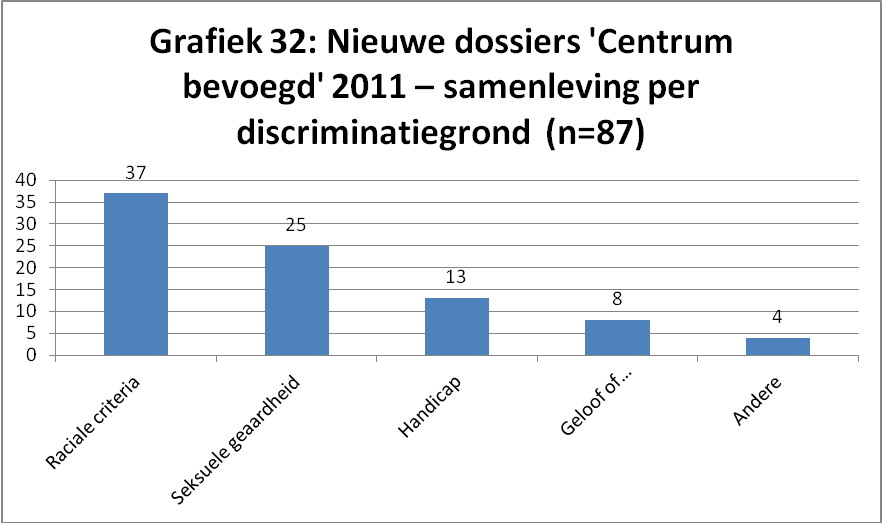 Grafiek 32: Nieuwe dossiers 'Centrum
bevoegd' 2011 – samenleving per
discriminatiegrond (n=87)
40
35
30
25
20
15
10
5
0
37
25
13
8
4
Raciale criteria
Seksuele geaardheid
Handicap
Geloof of...
Andere